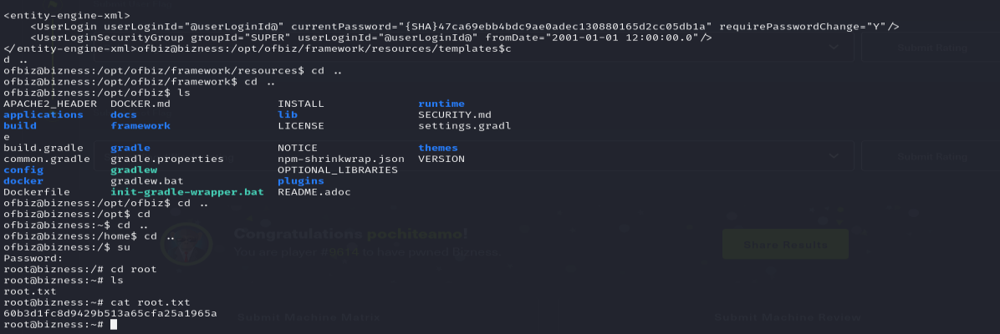 <entity-engine-xml>
    <UserLogin userLoginId="@userLoginId@" currentPassword="{SHA}47ca69ebb4bdc9ae0adec130880165d2cc05db1a" requirePasswordChange="Y"/>
    <UserLoginSecurityGroup groupId="SUPER" userLoginId="@userLoginId@" fromDate="2001-01-01 12:00:00.0"/>
</entity-engine-xml>ofbiz@bizness:/opt/ofbiz/framework/resources/templates$c
d ..
ofbiz@bizness:/opt/ofbiz/framework/resources$ cd ..
ofbiz@bizness:/opt/ofbiz/framework$ cd ..
ofbiz@bizness:/opt/ofbiz$ ls
APACHE2_HEADER  DOCKER.md                INSTALL              runtime
applications    docs                     lib                  SECURITY.md
build           framework                LICENSE              settings.gradl
e
build.gradle    gradle                   NOTICE               themes
common.gradle   gradle.properties        npm-shrinkwrap.json  VERSION
config          gradlew                  OPTIONAL_LIBRARIES
docker          gradlew.bat              plugins
Dockerfile      init-gradle-wrapper.bat  README.adoc
ofbiz@bizness:/opt/ofbiz$ cd ..
ofbiz@bizness:/opt$ cd
ofbiz@bizness:~$ cd ..
ofbiz@bizness:/home$ cd ..
ofbiz@bizness:/$ su
Password:
root@bizness:/# cd root
root@bizness:~# ls
root.txt
root@bizness:~# cat root.txt
60b3d1fc8d9429b513a65cfa25a1965a
root@bizness:~#
Submit Rating
Submit Rating
Congratulations pochiteamo!
You are player #9614 to have pwned Bizness.
Share Results
Submit Machine Matrix
Submit Machine Review